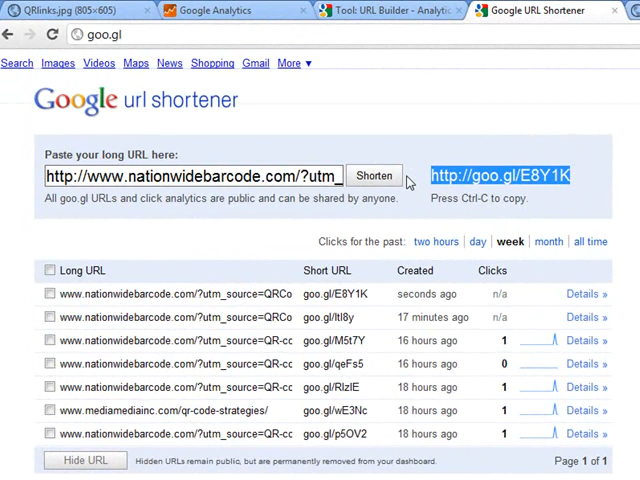 QRlinks.jpg (805×605)
Google Analytics
Tool: URL Builder - Analytic
Google URL Shortener
goo.gl
Search Images Videos Maps News Shopping Gmail More ▼
Google url shortener
Paste your long URL here:
http://www.nationwidebarcode.com/?utm_ Shorten http://goo.gl/E8Y1K
All goo.gl URLs and click analytics are public and can be shared by anyone. Press Ctrl-C to copy.
Clicks for the past: two hours | day | week | month | all time
Long URL Short URL Created Clicks
www.nationwidebarcode.com/?utm_source=QRCo goo.gl/E8Y1K seconds ago n/a Details »
www.nationwidebarcode.com/?utm_source=QRCo goo.gl/ltl8y 17 minutes ago n/a Details »
www.nationwidebarcode.com/?utm_source=QR-cc goo.gl/M5t7Y 16 hours ago 1 Details »
www.nationwidebarcode.com/?utm_source=QR-cc goo.gl/qeFs5 16 hours ago 0 Details »
www.nationwidebarcode.com/?utm_source=QR-cc goo.gl/RIzlE 18 hours ago 1 Details »
www.mediamediainc.com/qr-code-strategies/ goo.gl/wE3Nc 18 hours ago 1 Details »
www.nationwidebarcode.com/?utm_source=QR-cc goo.gl/p5OV2 18 hours ago 1 Details »
Hide URL Hidden URLs remain public, but are permanently removed from your dashboard. Page 1 of 1